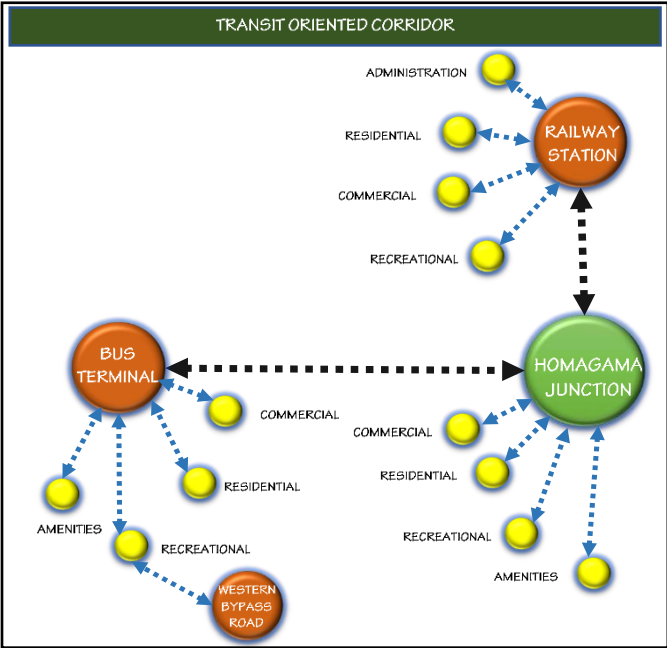 TRANSIT ORIENTED CORRIDOR
ADMINISTRATION
RESIDENTIAL
COMMERCIAL
RECREATIONAL
RAILWAY
STATION
BUS
TERMINAL
HOMAGAMA
JUNCTION
COMMERCIAL
RESIDENTIAL
AMENITIES
RECREATIONAL
WESTERN
BYPASS
ROAD
COMMERCIAL
RESIDENTIAL
RECREATIONAL
AMENITIES